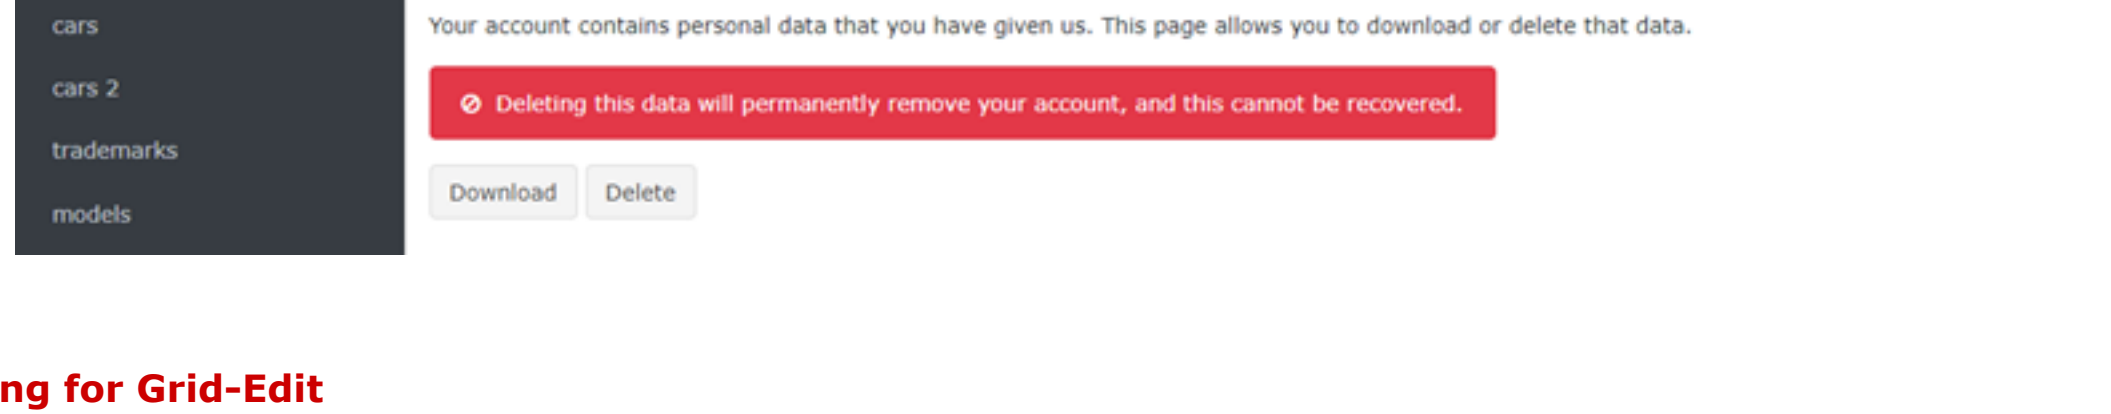 cars
cars 2
trademarks
models
Your account contains personal data that you have given us. This page allows you to download or delete that data.
Deleting this data will permanently remove your account, and this cannot be recovered.
Download Delete
ng for Grid-Edit